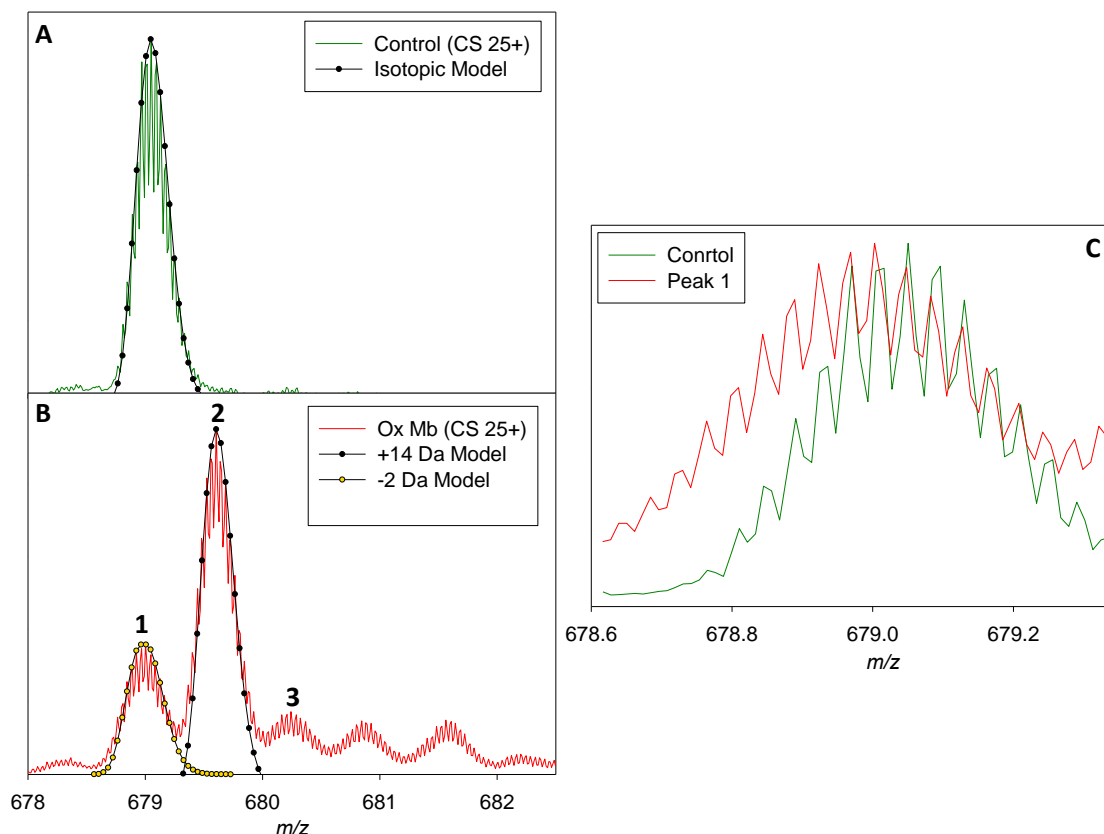 A
Control (CS 25+)
Isotopic Model
B
2
Ox Mb (CS 25+)
+14 Da Model
-2 Da Model
1
3
678 679 680 681 682
m/z
Conrtol
Peak 1
C
678.6 678.8 679.0 679.2
m/z